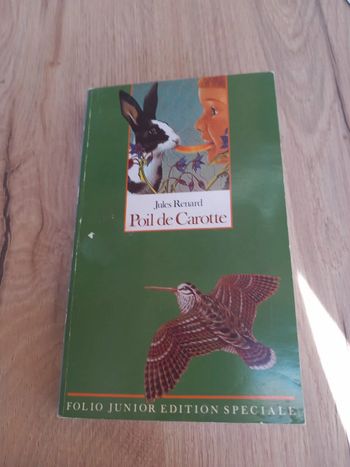 Jules Renard
Poil de Carotte
FOLIO JUNIOR EDITION SPECIALE